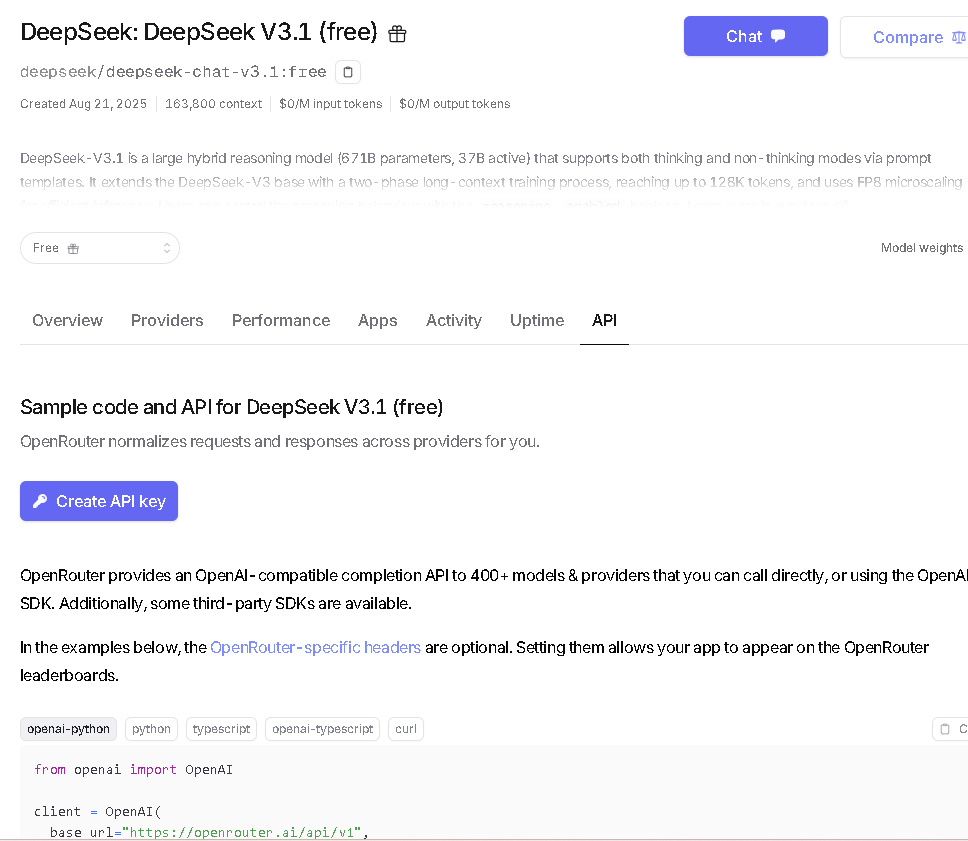 DeepSeek: DeepSeek V3.1 (free)
Chat
Compare
deepseek/deepseek-chat-v3.1:free
Created Aug 21, 2025 163,800 context $0/M input tokens $0/M output tokens
DeepSeek-V3.1 is a large hybrid reasoning model (671B parameters, 37B active) that supports both thinking and non-thinking modes via prompt
templates. It extends the DeepSeek-V3 base with a two-phase long-context training process, reaching up to 128K tokens, and uses FP8 microscaling
Free
Model weights
Overview Providers Performance Apps Activity Uptime API
Sample code and API for DeepSeek V3.1 (free)
OpenRouter normalizes requests and responses across providers for you.
Create API key
OpenRouter provides an OpenAI-compatible completion API to 400+ models & providers that you can call directly, or using the OpenAI
SDK. Additionally, some third-party SDKs are available.
In the examples below, the OpenRouter-specific headers are optional. Setting them allows your app to appear on the OpenRouter
leaderboards.
openai-python python typescript openai-typescript curl
from openai import OpenAI
client = OpenAI(
base_url="https://openrouter.ai/api/v1",